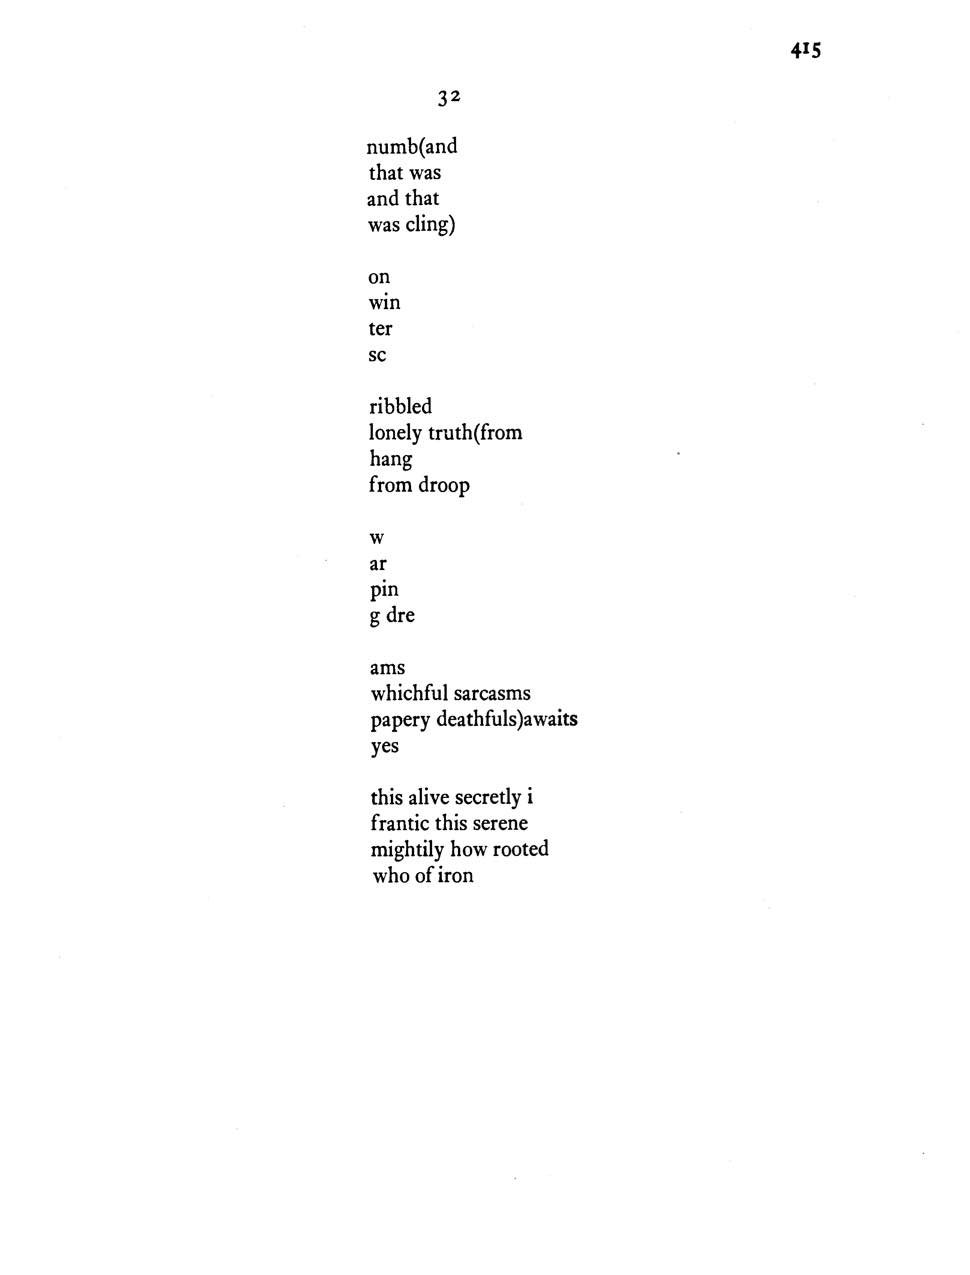 415
32
numb(and
that was
and that
was cling)
on
win
ter
sc
ribbled
lonely truth(from
hang
from droop
w
ar
pin
g dre
ams
whichful sarcasms
papery deathfuls)awaits
yes
this alive secretly i
frantic this serene
mightily how rooted
who of iron